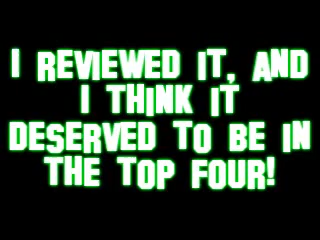 I REVIEWED IT, AND
I THINK IT
DESERVED TO BE IN
THE TOP FOUR!